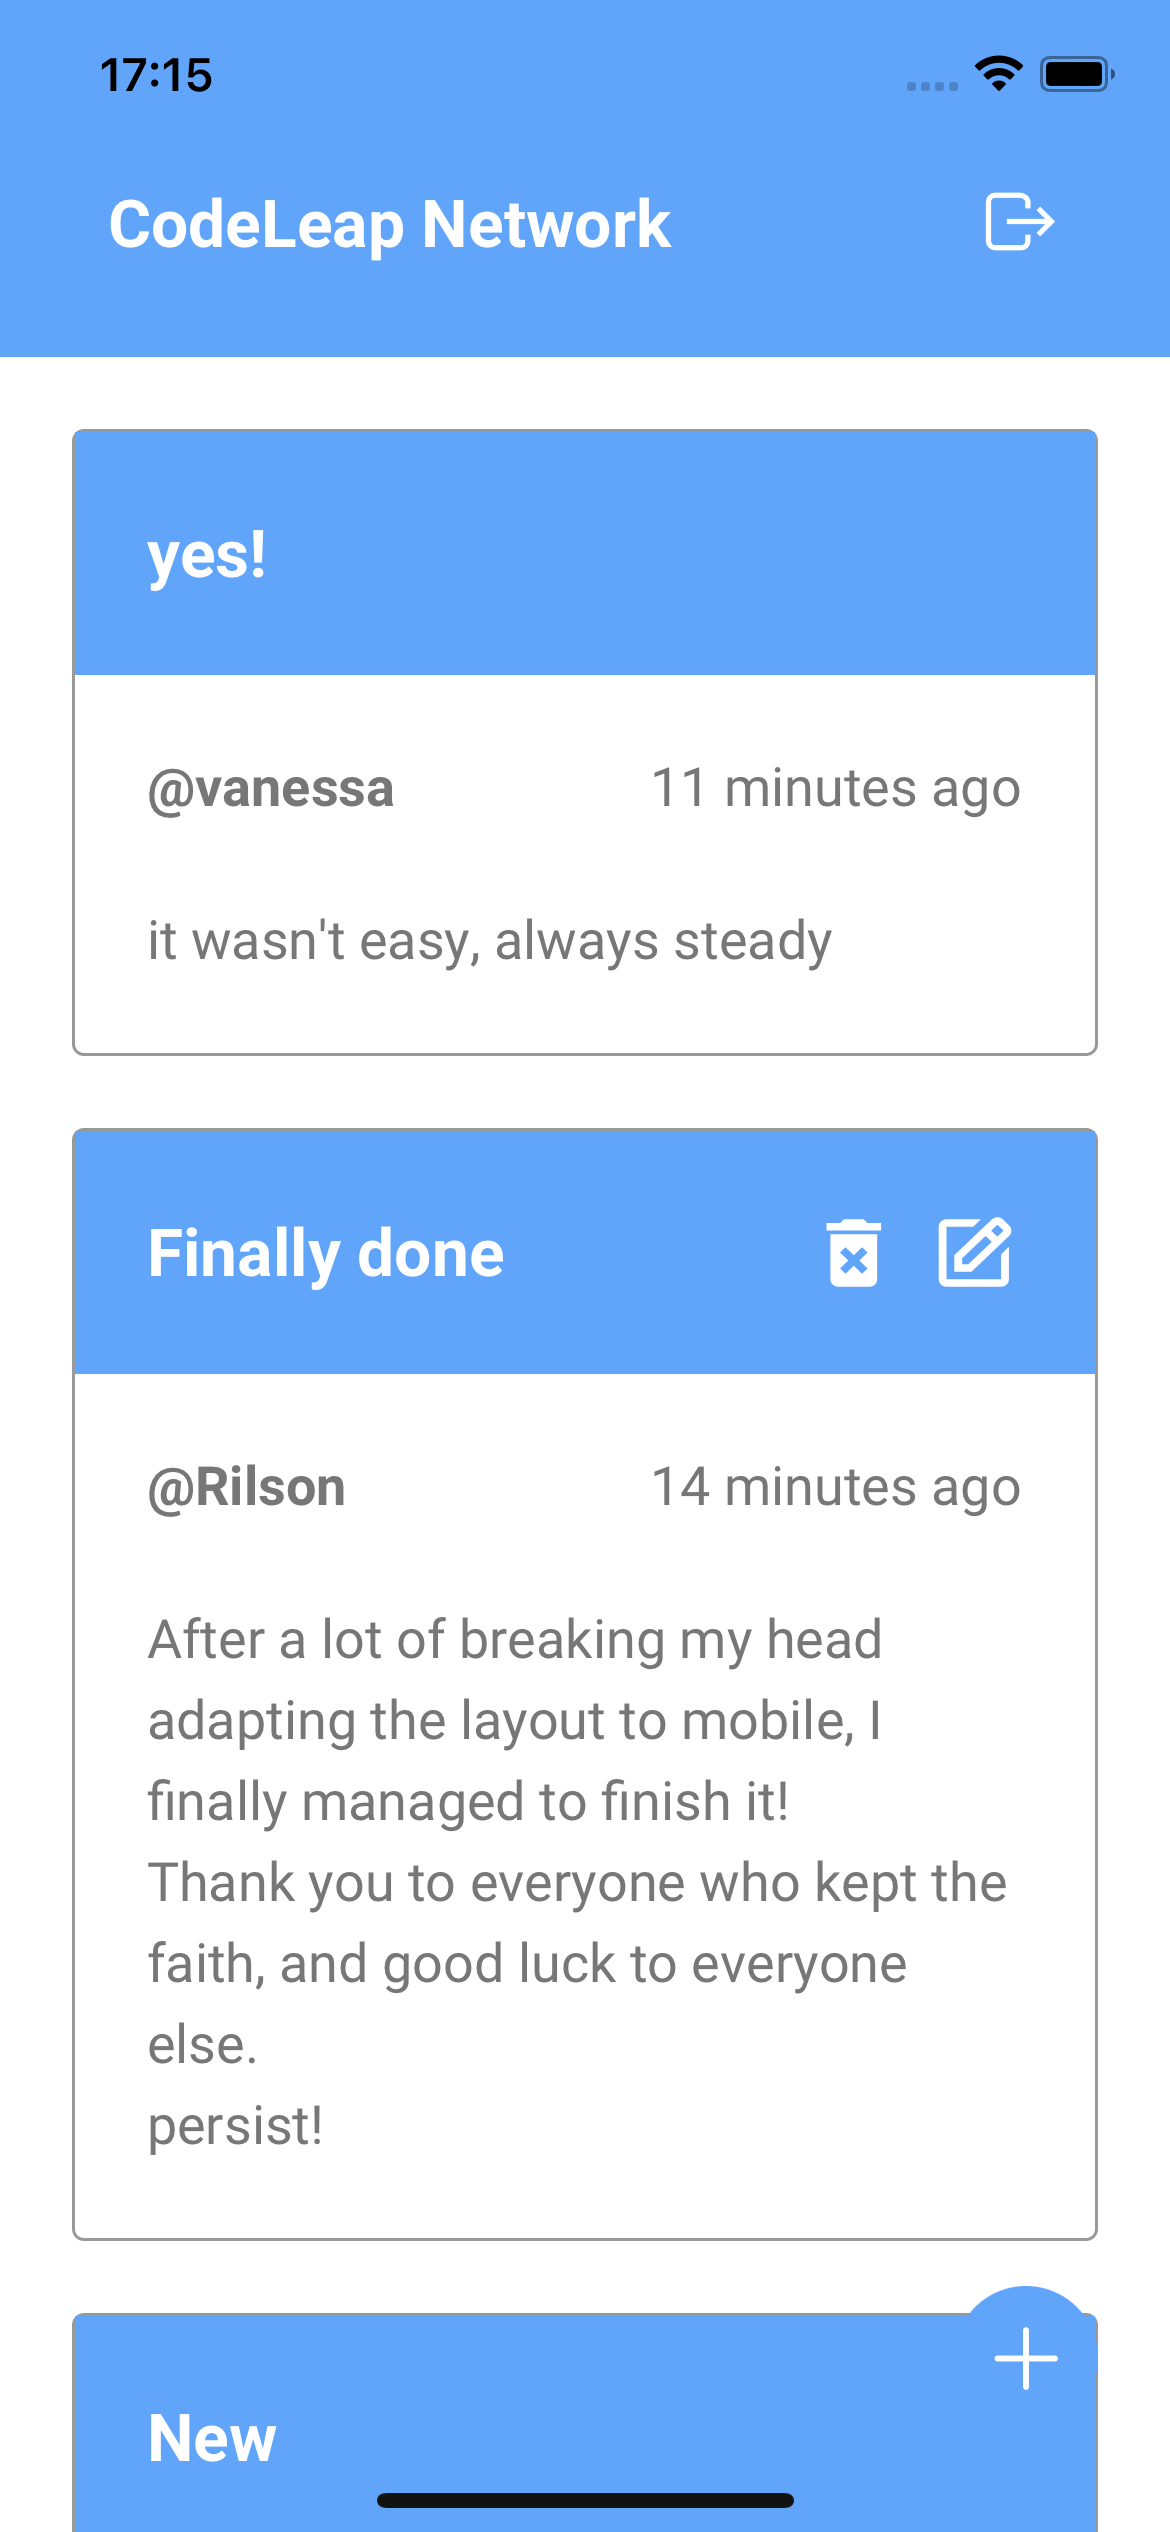 17:15
CodeLeap Network
yes!
@vanessa 11 minutes ago
it wasn't easy, always steady
Finally done
@Rilson 14 minutes ago
After a lot of breaking my head
adapting the layout to mobile, I
finally managed to finish it!
Thank you to everyone who kept the
faith, and good luck to everyone
else.
persist!
New